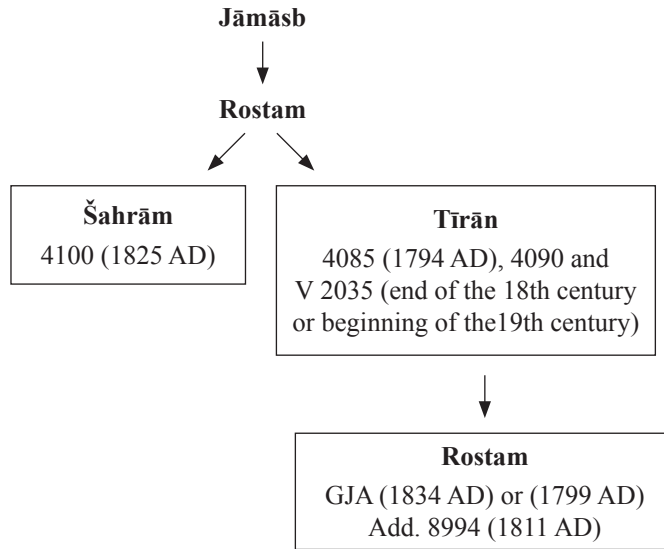 Jāmāsb
Rostam
Šahrām
4100 (1825 AD)
Tīrān
4085 (1794 AD), 4090 and
V 2035 (end of the 18th century
or beginning of the19th century)
Rostam
GJA (1834 AD) or (1799 AD)
Add. 8994 (1811 AD)